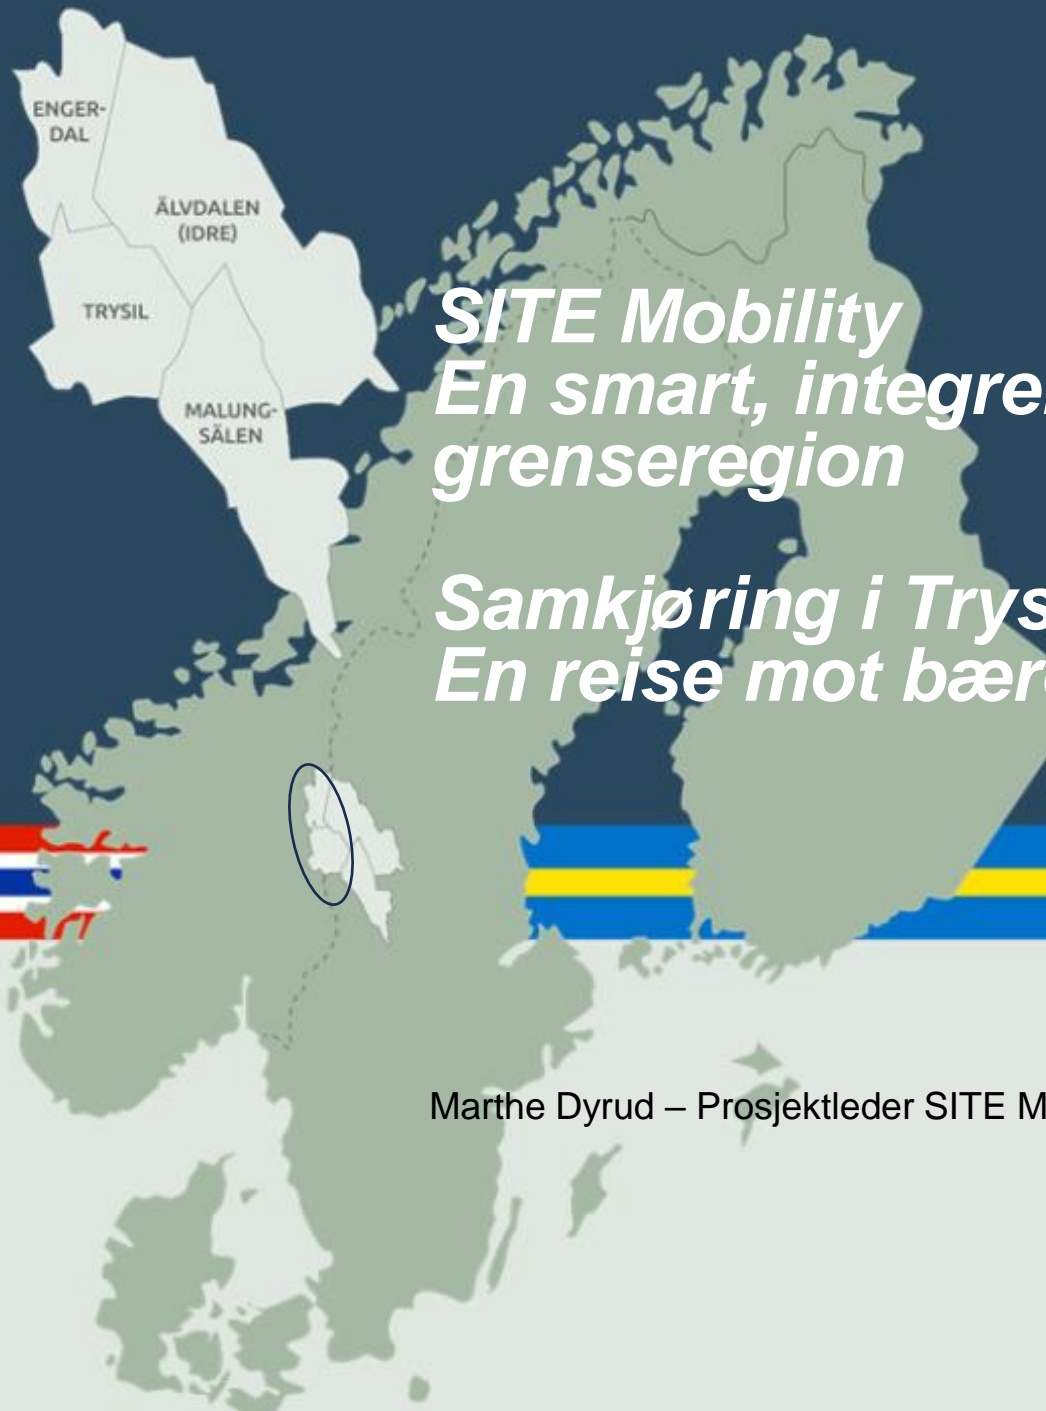 ENGER-
DAL
ÄLVDALEN
(IDRE)
TRYSIL
MALUNG-
SÄLEN
SITE Mobility
En smart, integre
grenseregion
Samkjøring i Trys
En reise mot bær
Marthe Dyrud – Prosjektleder SITE M